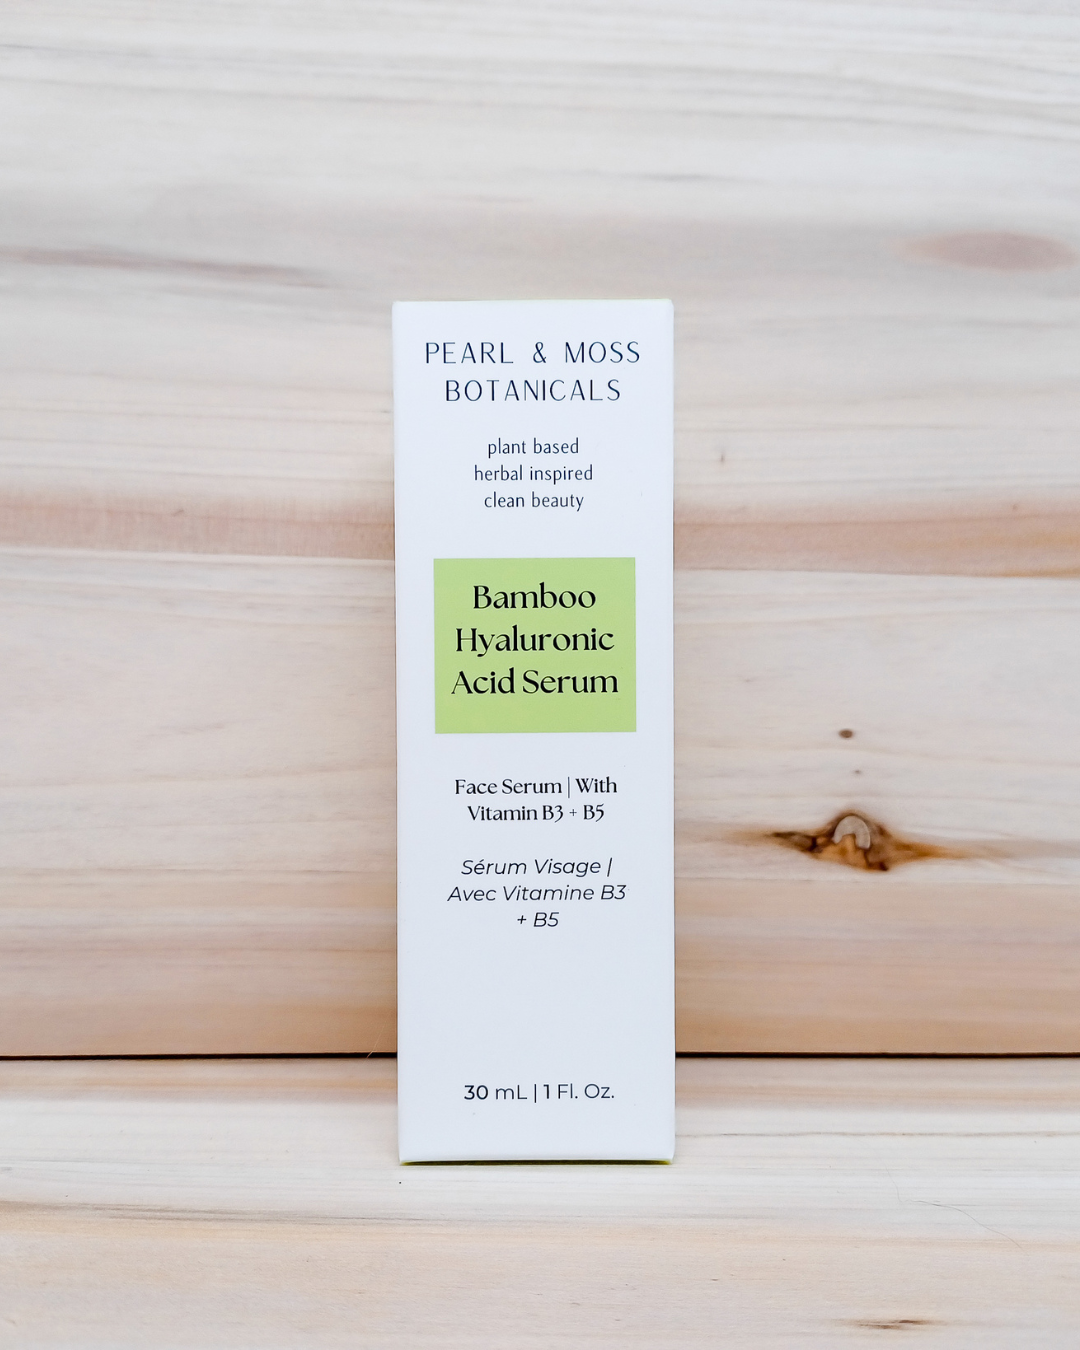 PEARL & MOSS
BOTANICALS
plant based
herbal inspired
clean beauty
Bamboo
Hyaluronic
Acid Serum
Face Serum | With
Vitamin B3 + B5
Sérum Visage |
Avec Vitamine B3
+ B5
30 mL | 1 Fl. Oz.